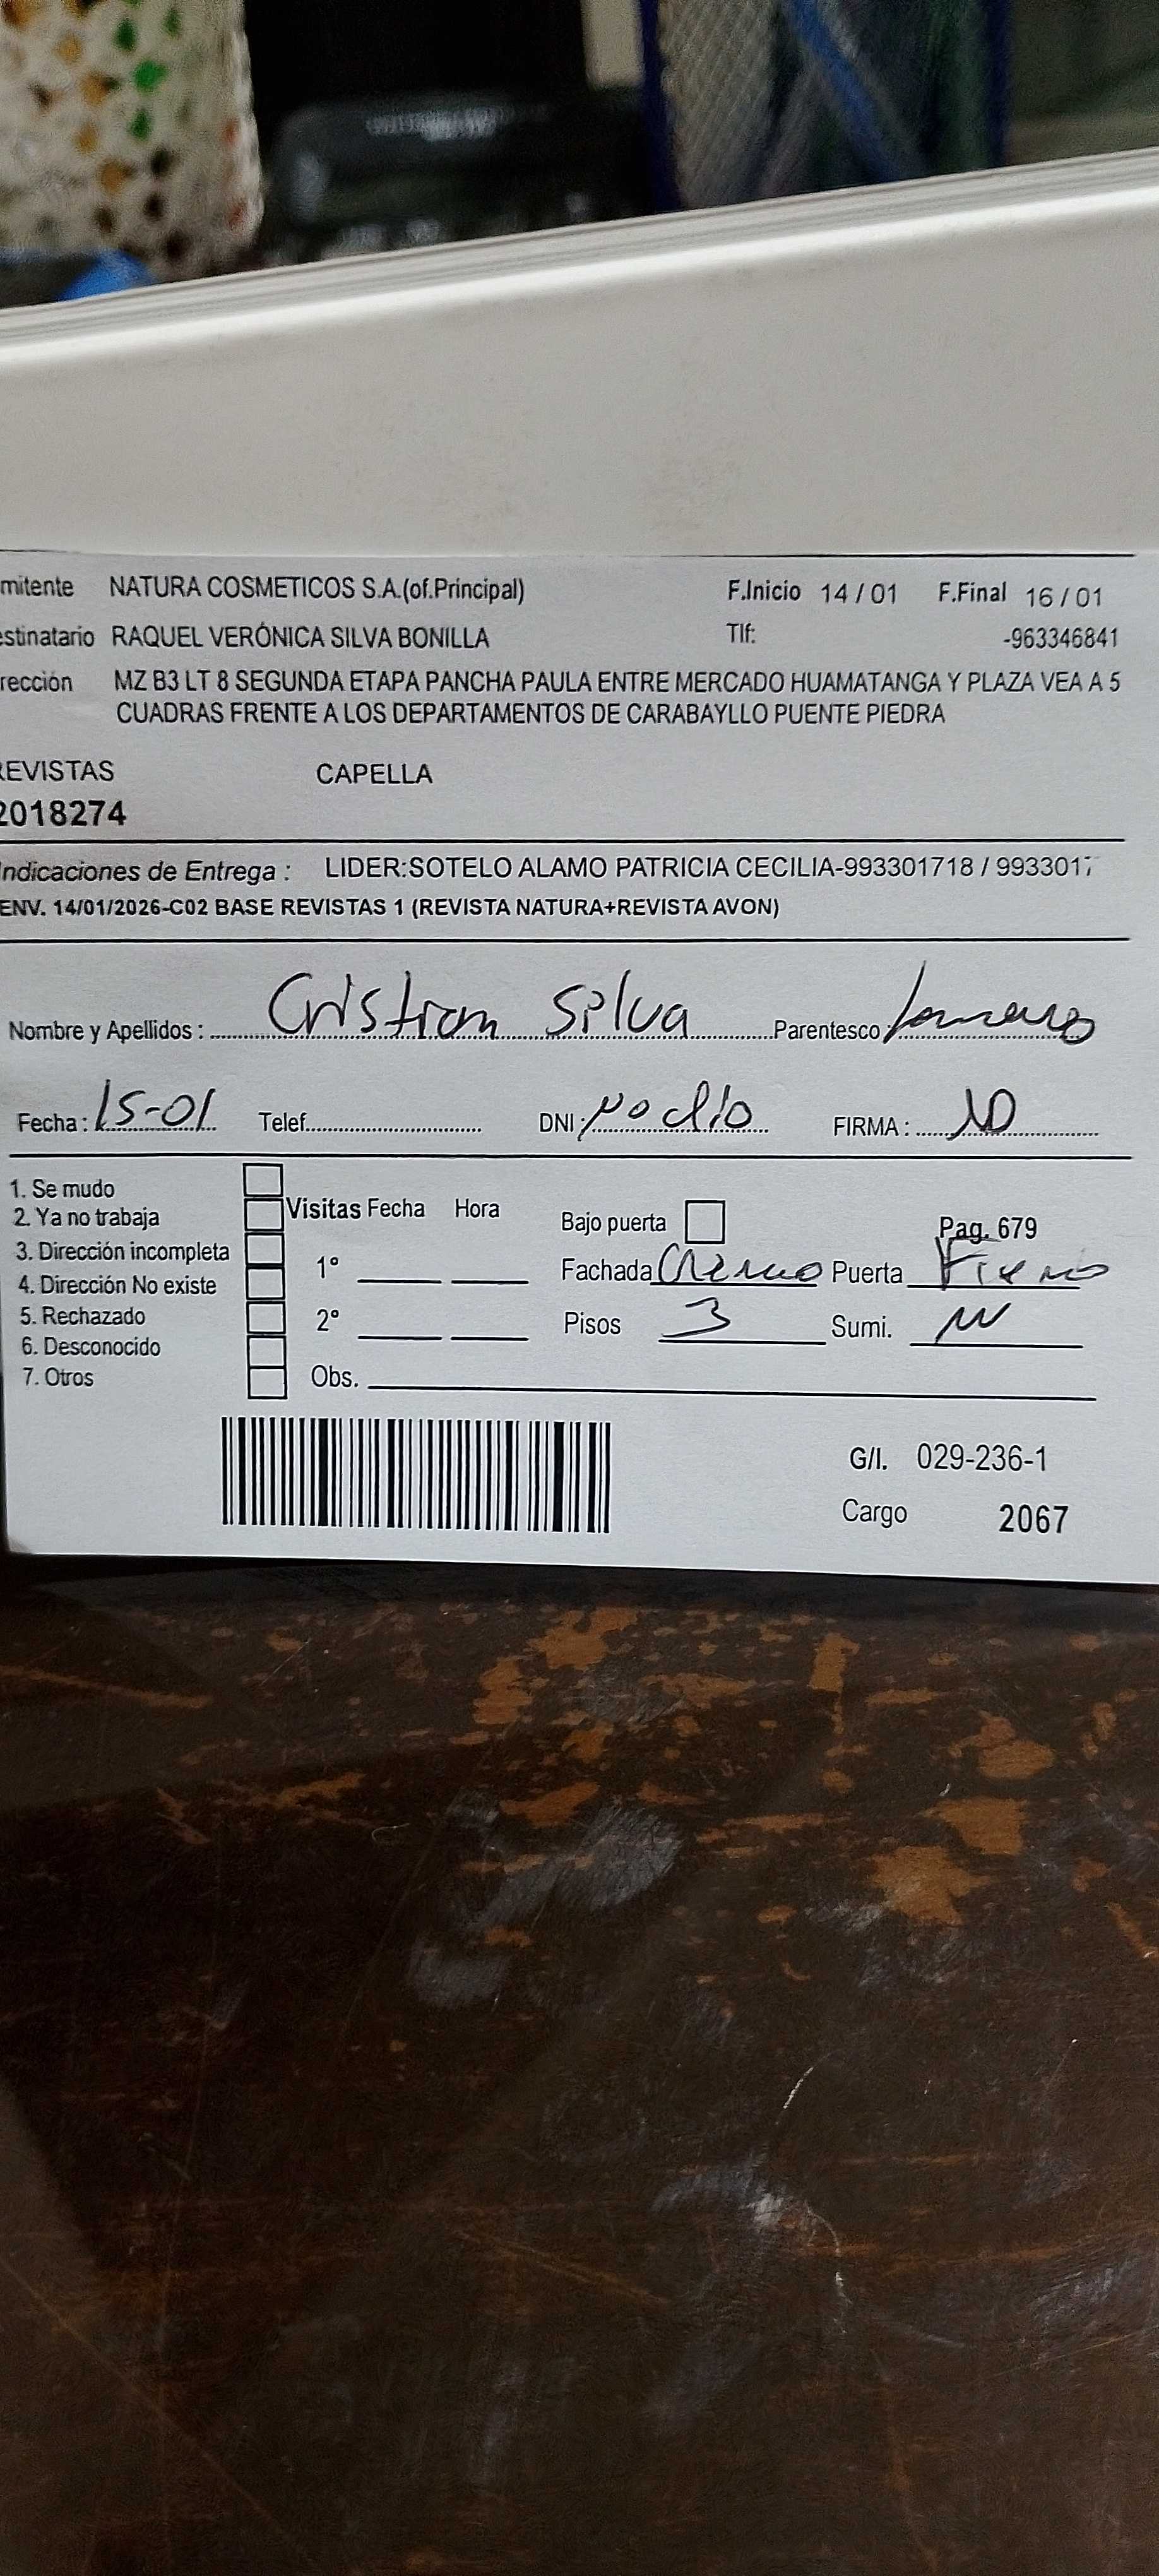 mitente NATURA COSMETICOS S.A.(of.Principal) F.Inicio 14 / 01 F.Final 16 / 01
estinatario RAQUEL VERÓNICA SILVA BONILLA Tlf: -963346841
rección MZ B3 LT 8 SEGUNDA ETAPA PANCHA PAULA ENTRE MERCADO HUAMATANGA Y PLAZA VEA A 5
CUADRAS FRENTE A LOS DEPARTAMENTOS DE CARABAYLLO PUENTE PIEDRA
REVISTAS CAPELLA
2018274
Indicaciones de Entrega : LIDER:SOTELO ALAMO PATRICIA CECILIA-993301718 / 993301
ENV. 14/01/2026-C02 BASE REVISTAS 1 (REVISTA NATURA+REVISTA AVON)
Nombre y Apellidos : Cristian Silva Parentesco
Fecha : 15-01 Telef. DNI : no dio FIRMA :
1. Se mudo
2. Ya no trabaja Visitas Fecha Hora Bajo puerta Pag. 679
3. Dirección incompleta 1° Fachada Puerta Fierro
4. Dirección No existe
5. Rechazado 2° Pisos 3 Sumi.
6. Desconocido
7. Otros Obs.
G/I. 029-236-1
Cargo 2067